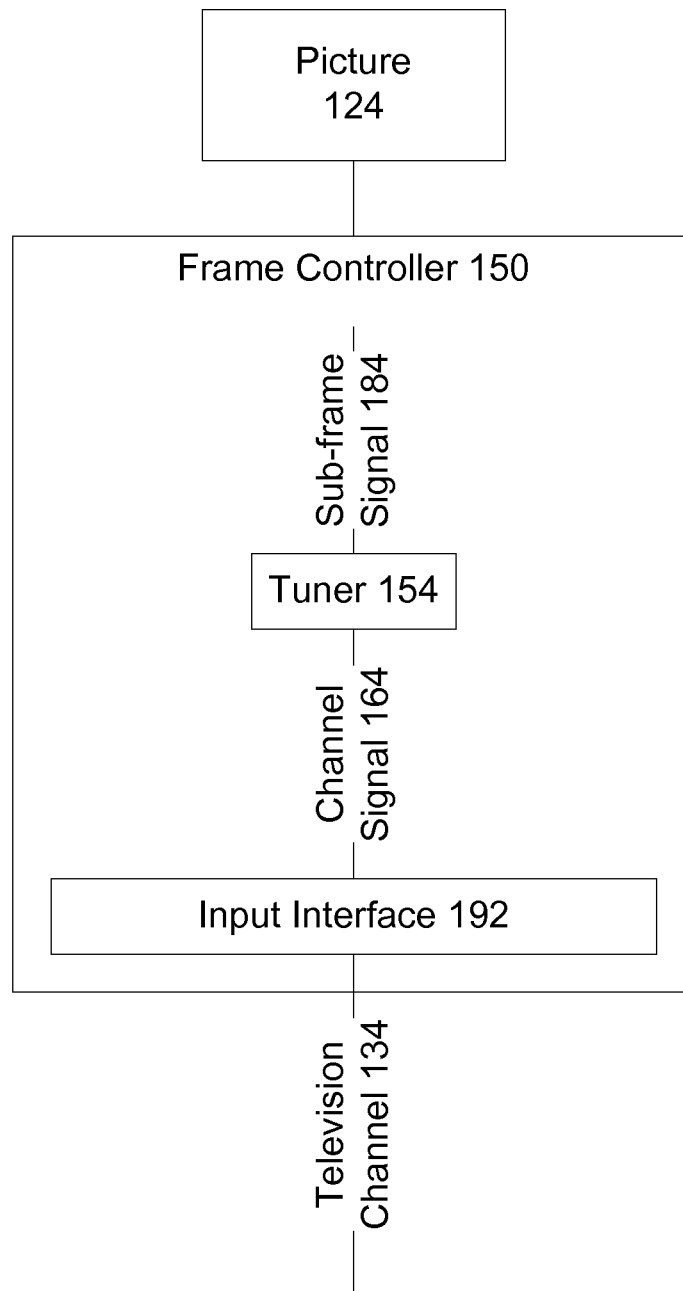 Picture
124
Frame Controller 150
Sub-frame
Signal 184
Tuner 154
Channel
Signal 164
Input Interface 192
Television
Channel 134